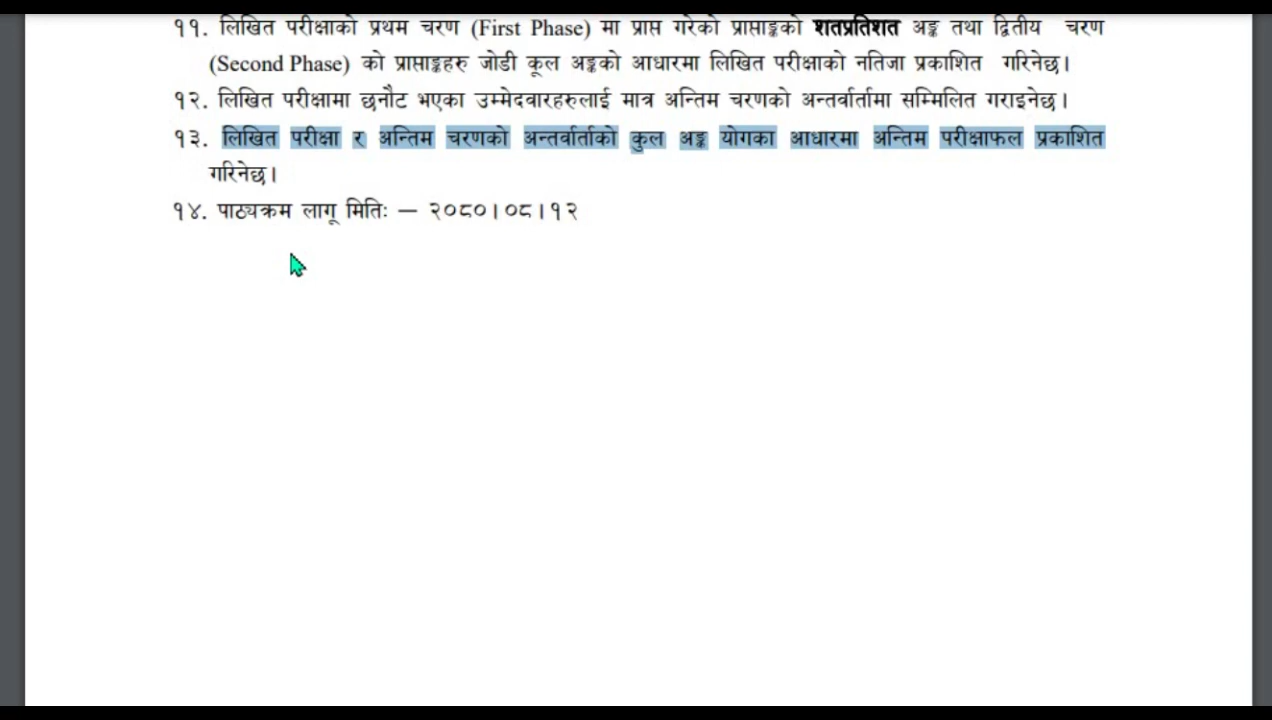 ११. लिखित परीक्षाको प्रथम चरण (First Phase) मा प्राप्त गरेको प्राप्ताङ्कको शतप्रतिशत अङ्क तथा द्वितीय चरण
(Second Phase) को प्राप्ताङ्कहरु जोडी कूल अङ्कको आधारमा लिखित परीक्षाको नतिजा प्रकाशित गरिनेछ।
१२. लिखित परीक्षामा छनौट भएका उम्मेदवारहरुलाई मात्र अन्तिम चरणको अन्तर्वार्तामा सम्मिलित गराइनेछ।
१३. लिखित परीक्षा र अन्तिम चरणको अन्तर्वार्ताको कुल अङ्क योगका आधारमा अन्तिम परीक्षाफल प्रकाशित
गरिनेछ।
१४. पाठ्यक्रम लागू मितिः – २०८०।०८।१२